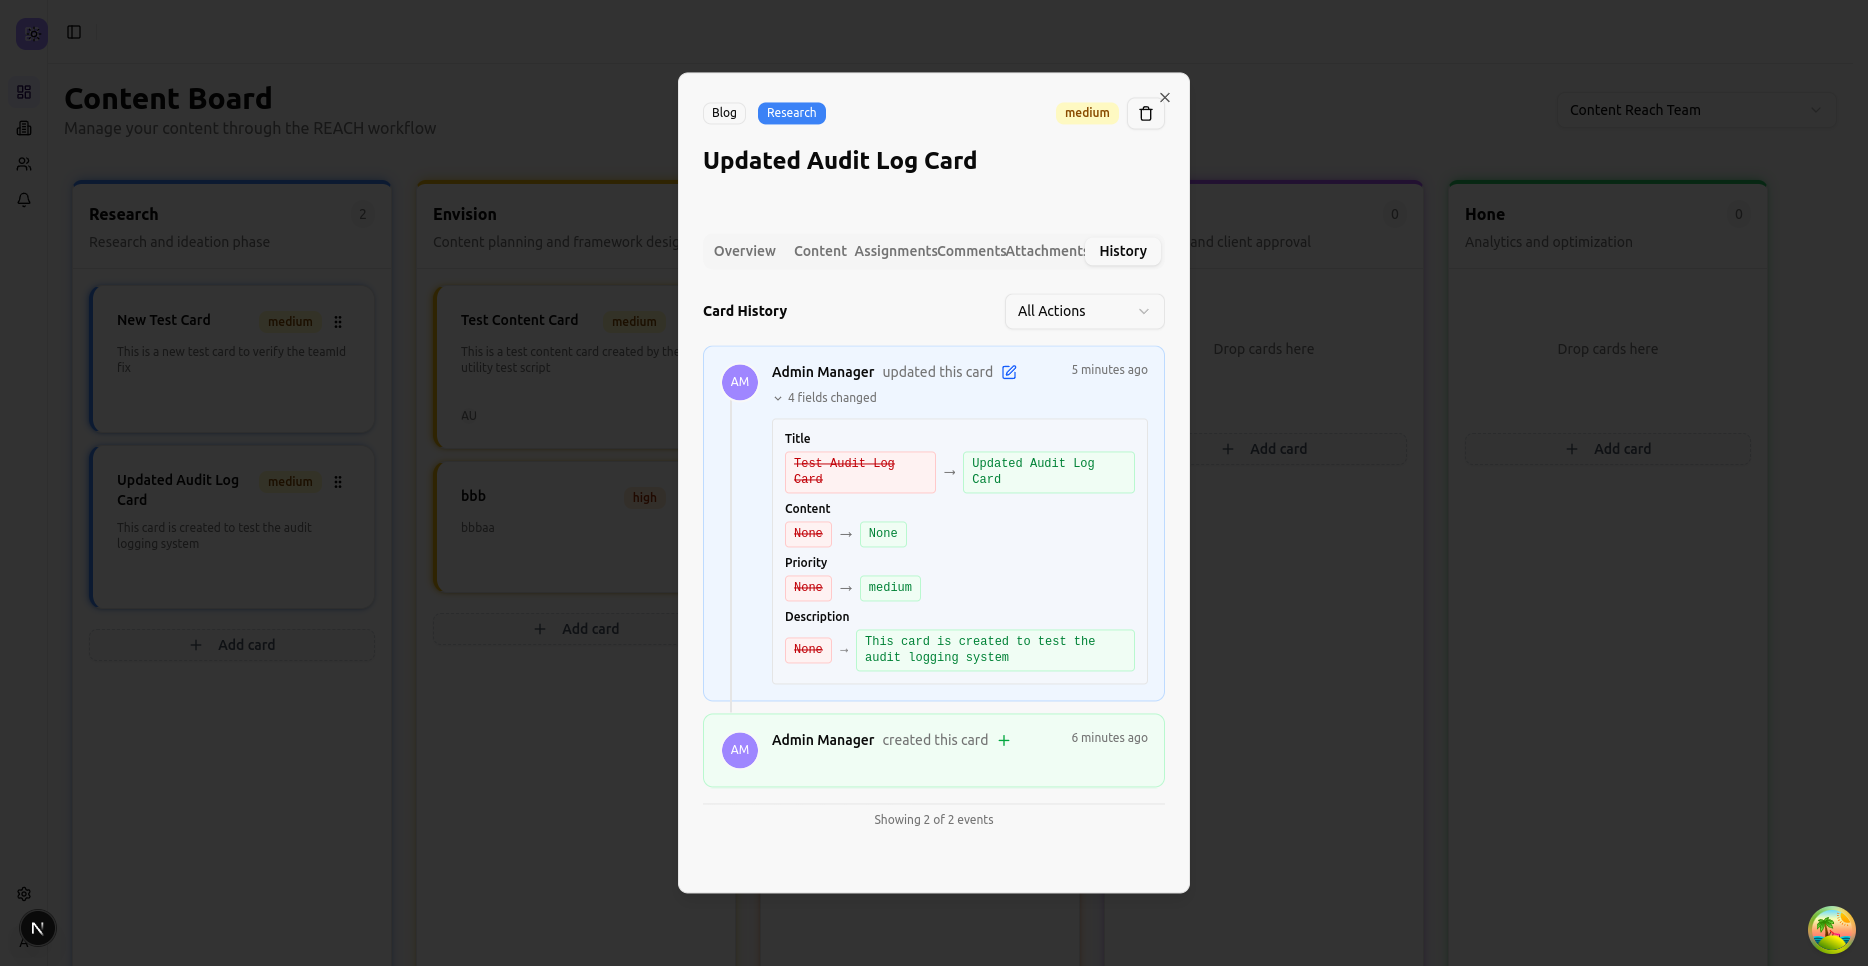 Content Board
Manage your content through the REACH workflow
Content Reach Team
Research
2
Research and ideation phase
New Test Card
medium
This is a new test card to verify the teamId
fix
AU
Updated Audit Log
Card
medium
This card is created to test the audit
logging system
Add card
Envision
Content planning and framework desig
Test Content Card
medium
This is a test content card created by the
utility test script
bbb
high
bbbaa
Add card
Blog
Research
medium
Updated Audit Log Card
Overview
Content
Assignments
Comments
Attachments
History
Card History
All Actions
AM
Admin Manager updated this card
5 minutes ago
4 fields changed
Title
Test Audit Log
Card
→
Updated Audit Log
Card
Content
None → None
Priority
None → medium
Description
None →
This card is created to test the
audit logging system
AM
Admin Manager created this card
6 minutes ago
Showing 2 of 2 events
0
and client approval
Drop cards here
Add card
Hone
0
Analytics and optimization
Drop cards here
Add card
N